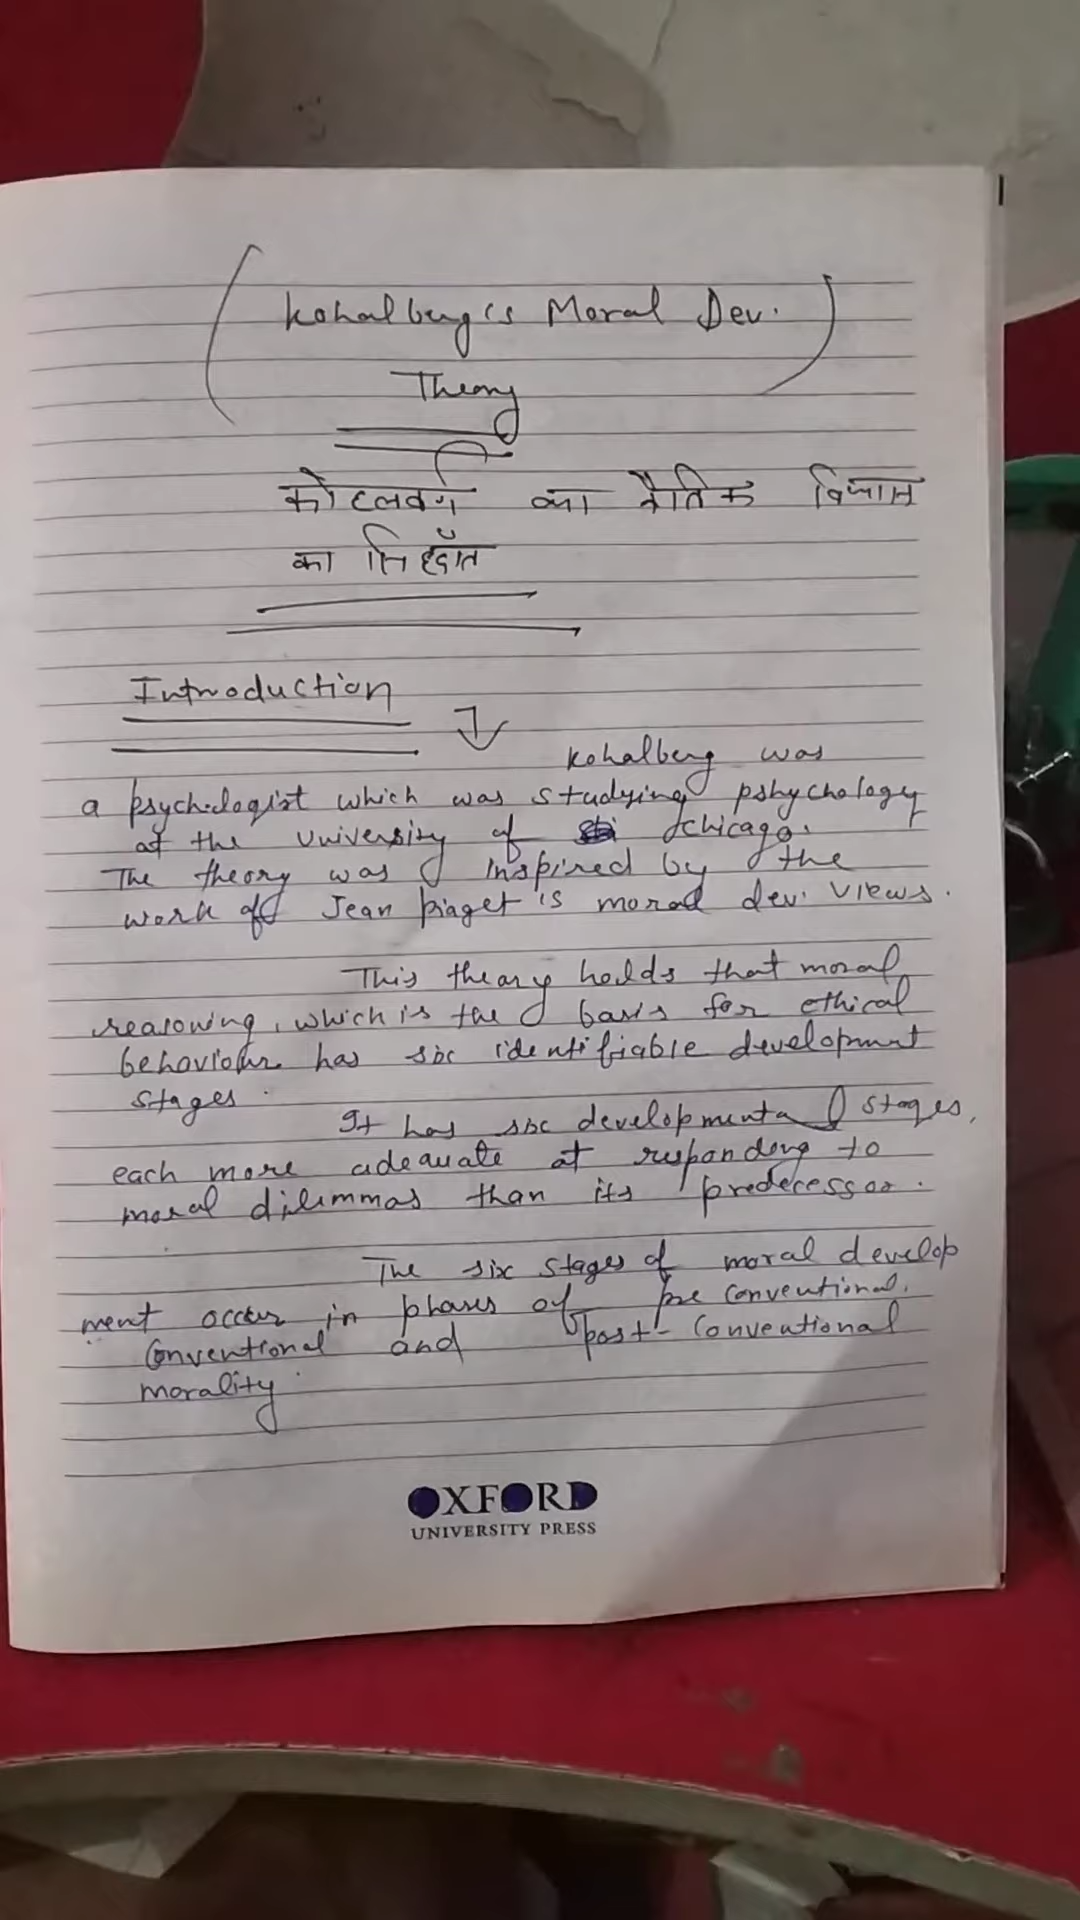 Kohalberg's Moral Dev.
Theory
कोहलबर्ग का नैतिक विकास
का सिद्दाँत
Introduction
Kohalberg was
a psychologist which was studying pshychology
at the University of chicago.
The theory was inspired by the
work of Jean piaget's moral dev. views.
This theory holds that moral
reasoning, which is the basis for ethical
behaviour has six identifiable development
stages.
It has six developmental stages,
each more adequate at responding to
moral dilemmas than its predecessor.
The six stages of moral develop
ment occur in phases of pre conventional.
Conventional and post-Conventional
morality.
OXFORD
UNIVERSITY PRESS